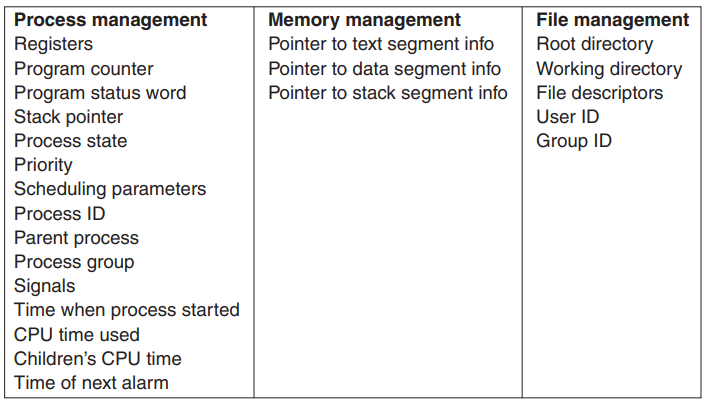 Process management
Registers
Program counter
Program status word
Stack pointer
Process state
Priority
Scheduling parameters
Process ID
Parent process
Process group
Signals
Time when process started
CPU time used
Children’s CPU time
Time of next alarm
Memory management
Pointer to text segment info
Pointer to data segment info
Pointer to stack segment info
File management
Root directory
Working directory
File descriptors
User ID
Group ID